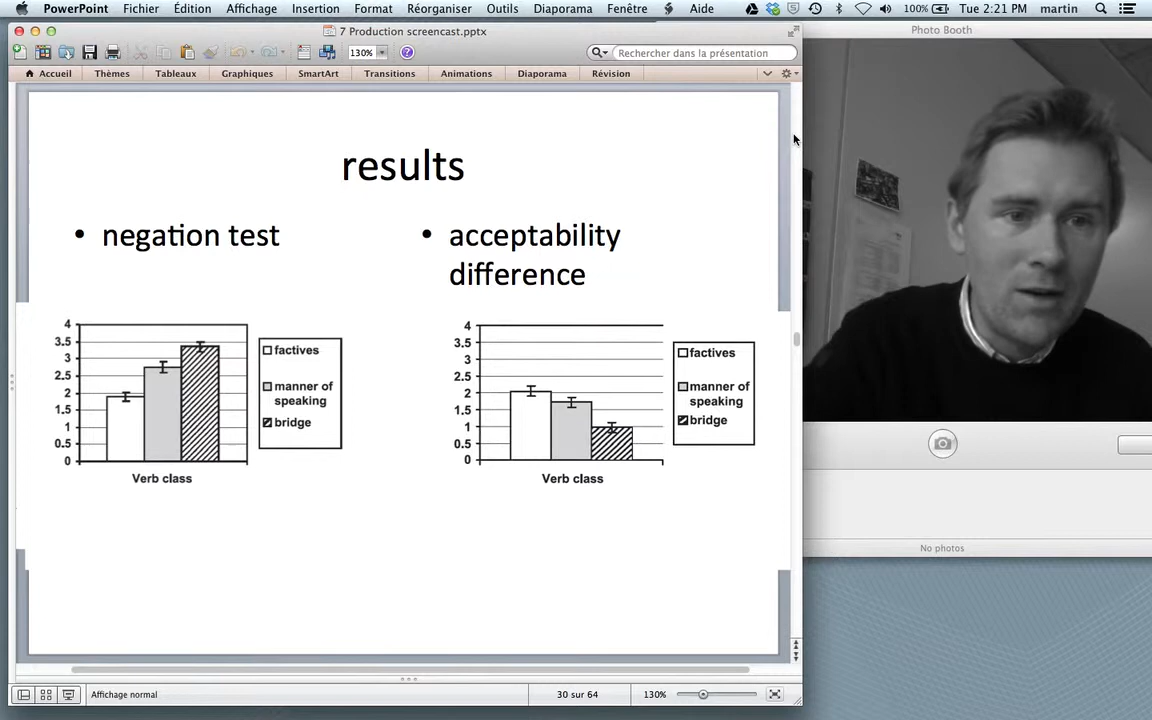 PowerPoint Fichier Édition Affichage Insertion Format Réorganiser Outils Diaporama Fenêtre Aide 100% Tue 2:21 PM martin
7 Production screencast.pptx
130% Rechercher dans la présentation
Accueil Thèmes Tableaux Graphiques SmartArt Transitions Animations Diaporama Révision
results
• negation test
• acceptability
difference
4
3.5
3
2.5
2
1.5
1
0.5
0
Verb class
factives
manner of
speaking
bridge
4
3.5
3
2.5
2
1.5
1
0.5
0
Verb class
factives
manner of
speaking
bridge
Affichage normal 30 sur 64 130%
Photo Booth
No photos